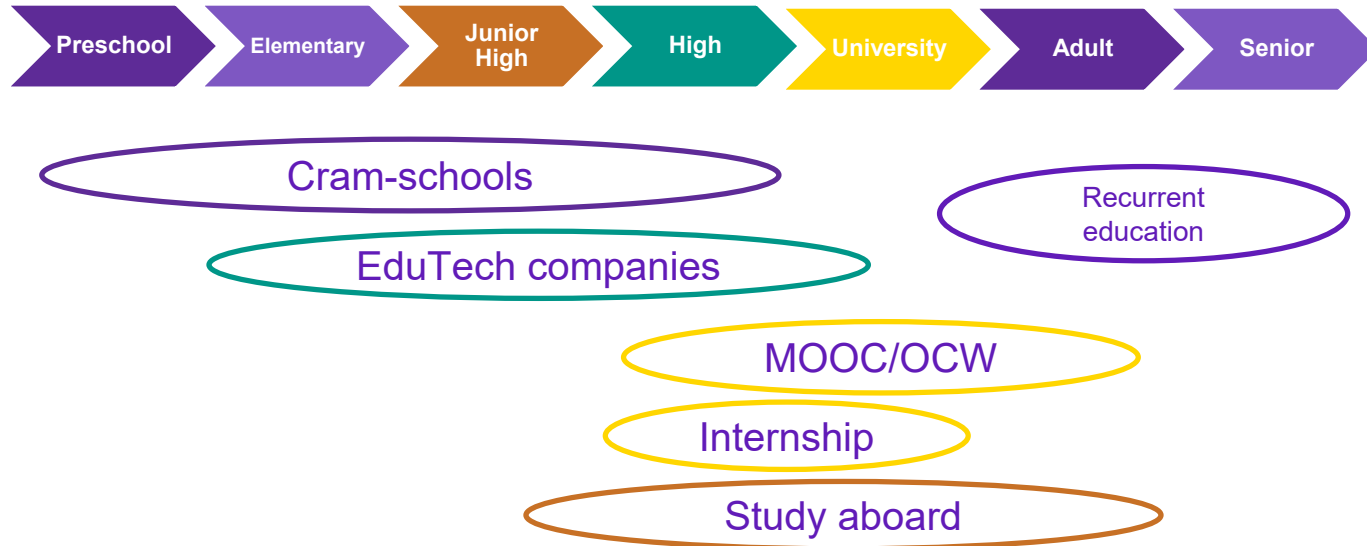 Preschool
Elementary
Junior
High
High
University
Adult
Senior
Cram-schools
Recurrent
education
EduTech companies
MOOC/OCW
Internship
Study aboard